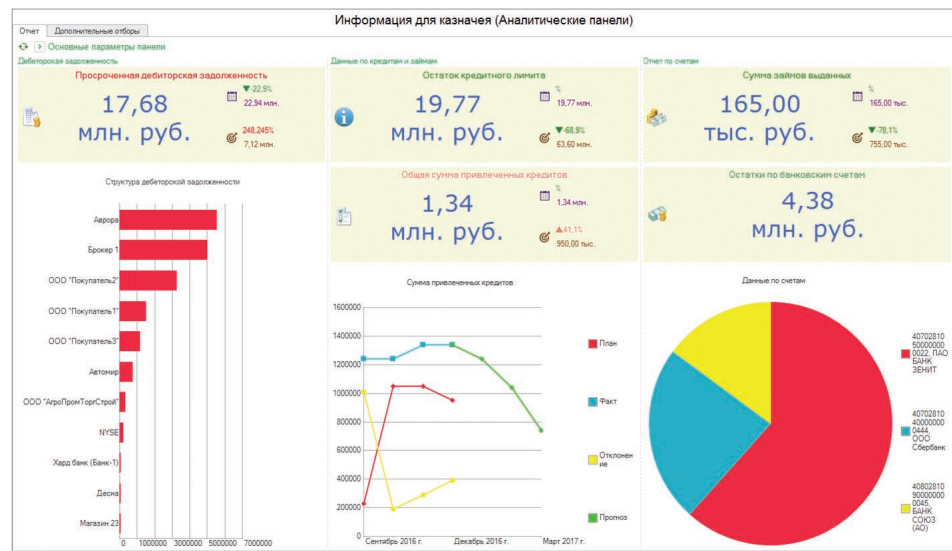 Информация для казначея (Аналитические панели)
Отчет
Дополнительные отборы
Основные параметры панели
Дебеторская задолженность
Просроченная дебиторская задолженность
17,68
млн. руб.
-22,9%
22,94 млн.
248,245%
7,12 млн.
Структура дебеторской задолженности
Аврора
Брокер 1
ООО "Покупатель2"
ООО "Покупатель1"
ООО "Покупатель3"
Автомир
ООО "АгроПромТоргСтрой"
NYSE
Хард банк (Банк-1)
Десна
Магазин 23
0 1000000 3000000 5000000 7000000
Данные по кредитам и займам
Остаток кредитного лимита
19,77
млн. руб.
%
19,77 млн.
-68,9%
63,60 млн.
Общая сумма привлеченных кредитов
1,34
млн. руб.
%
1,34 млн.
41,1%
950,00 тыс.
Сумма привлеченных кредитов
1600000
1400000
1200000
1000000
800000
600000
400000
200000
0
Сентябрь 2016 г. Декабрь 2016 г. Март 2017 г.
План
Факт
Отклонен
ие
Прогноз
Отчет по счетам
Сумма займов выданных
165,00
тыс. руб.
%
165,00 тыс.
-78,1%
755,00 тыс.
Остатки по банковским счетам
4,38
млн. руб.
Данные по счетам
40702810
50000000
0022, ПАО
БАНК
ЗЕНИТ
40702810
40000000
0444,
ООО
Сбербанк
40802810
90000000
0045,
БАНК
СОЮЗ
(АО)